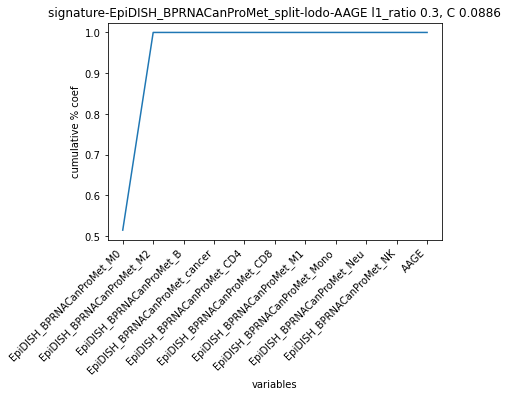 signature-EpiDISH_BPRNACanProMet_split-lodo-AAGE l1_ratio 0.3, C 0.0886
cumulative % coef
1.0
0.9
0.8
0.7
0.6
0.5
EpiDISH_BPRNACanProMet_M0
EpiDISH_BPRNACanProMet_M2
EpiDISH_BPRNACanProMet_B
EpiDISH_BPRNACanProMet_cancer
EpiDISH_BPRNACanProMet_CD4
EpiDISH_BPRNACanProMet_CD8
EpiDISH_BPRNACanProMet_M1
EpiDISH_BPRNACanProMet_Mono
EpiDISH_BPRNACanProMet_Neu
EpiDISH_BPRNACanProMet_NK
AAGE
variables